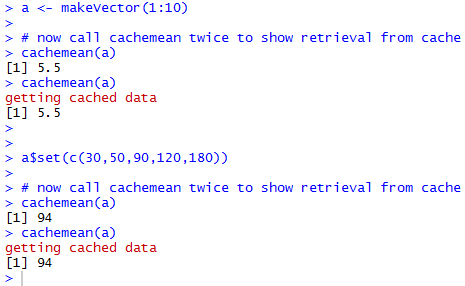 > a <- makeVector(1:10)
>
> # now call cachemean twice to show retrieval from cache
> cachemean(a)
[1] 5.5
> cachemean(a)
getting cached data
[1] 5.5
>
>
> a$set(c(30,50,90,120,180))
>
> # now call cachemean twice to show retrieval from cache
> cachemean(a)
[1] 94
> cachemean(a)
getting cached data
[1] 94
>